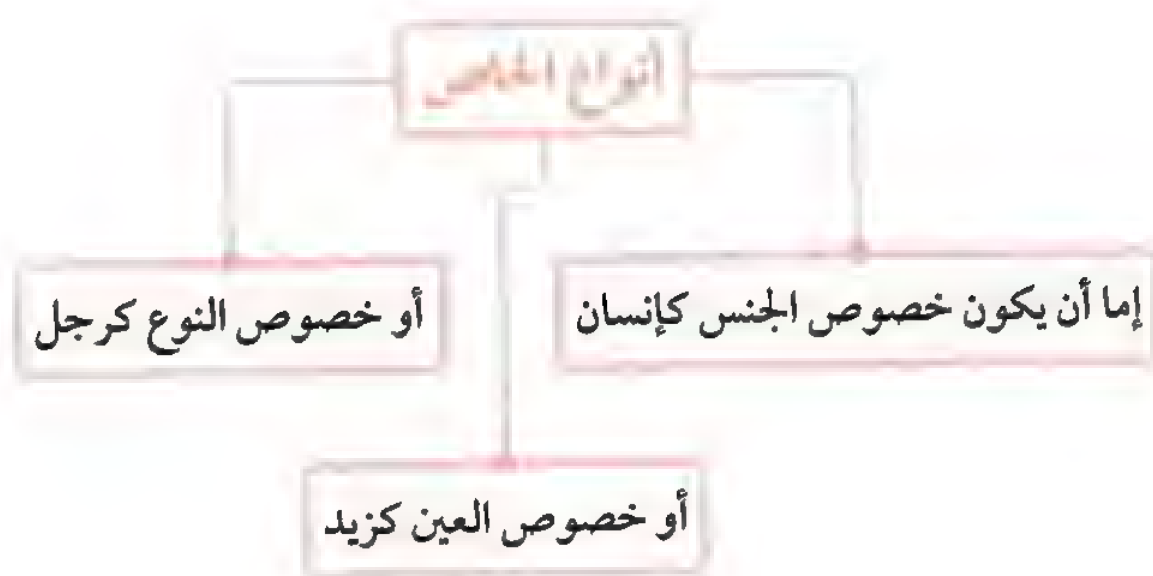 أنواع الخاص
إما أن يكون خصوص الجنس كإنسان
أو خصوص النوع كرجل
أو خصوص العين كزيد